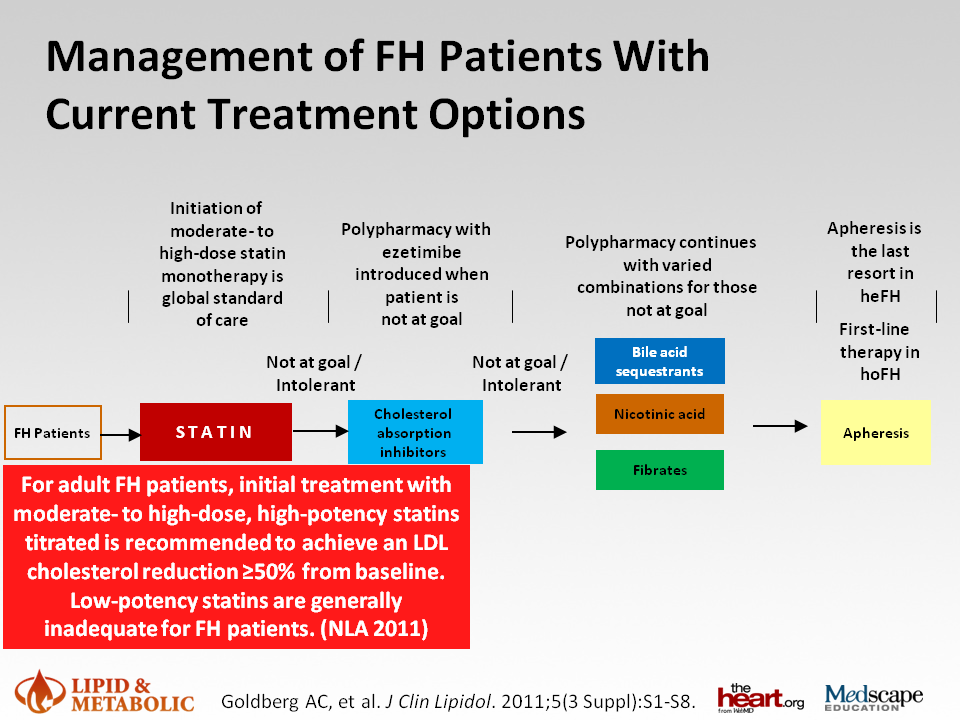 Management of FH Patients With
Current Treatment Options
Initiation of
moderate- to
high-dose statin
monotherapy is
global standard
of care
Polypharmacy with
ezetimibe
introduced when
patient is
not at goal
Polypharmacy continues
with varied
combinations for those
not at goal
Apheresis is
the last
resort in
heFH
First-line
therapy in
hoFH
Not at goal /
Intolerant
Not at goal /
Intolerant
FH Patients
STATIN
Cholesterol
absorption
inhibitors
Bile acid
sequestrants
Nicotinic acid
Fibrates
Apheresis
For adult FH patients, initial treatment with
moderate- to high-dose, high-potency statins
titrated is recommended to achieve an LDL
cholesterol reduction ≥50% from baseline.
Low-potency statins are generally
inadequate for FH patients. (NLA 2011)
LIPID &
METABOLIC
Goldberg AC, et al. J Clin Lipidol. 2011;5(3 Suppl):S1-S8.
the
heart.org
from WebMD
Medscape
EDUCATION